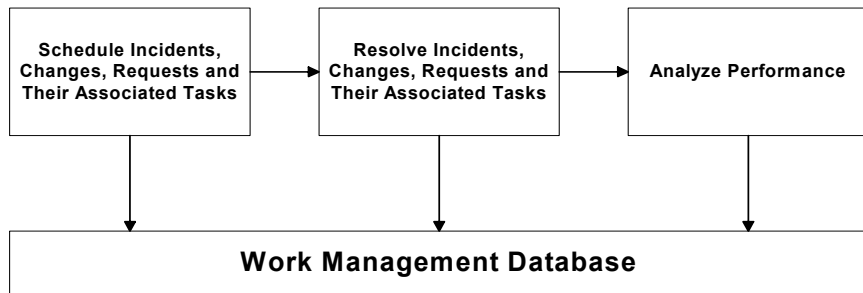 Schedule Incidents,
Changes, Requests and
Their Associated Tasks
Resolve Incidents,
Changes, Requests and
Their Associated Tasks
Analyze Performance
Work Management Database